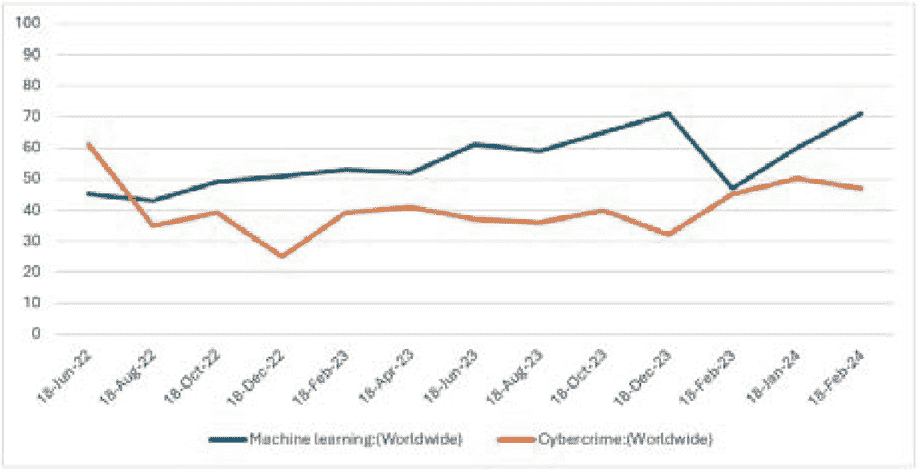 100
90
80
70
60
50
40
30
20
10
0
18-Jun-22
18-Aug-22
18-Oct-22
18-Dec-22
18-Feb-23
18-Apr-23
18-Jun-23
18-Aug-23
18-Oct-23
18-Dec-23
18-Feb-23
18-Jan-24
18-Feb-24
Machine learning:(Worldwide) Cybercrime:(Worldwide)